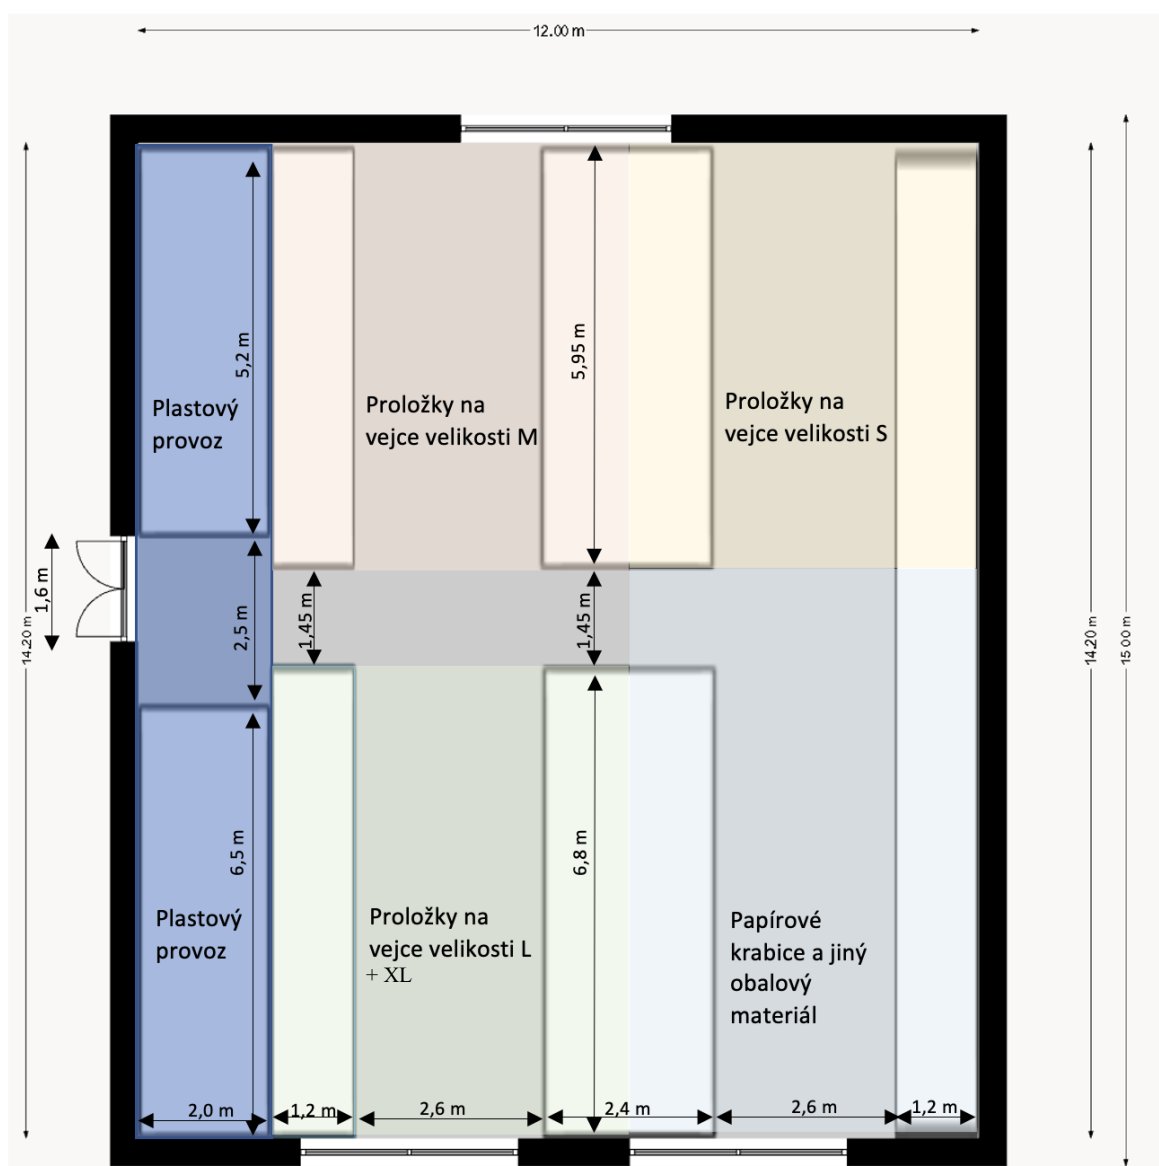 12.00 m
5,2 m
5,95 m
Plastový
provoz
Proložky na
vejce velikosti M
Proložky na
vejce velikosti S
1,6 m
14.20 m
2,5 m
1,45 m
1,45 m
14.20 m
15.00 m
6,5 m
6,8 m
Plastový
provoz
Proložky na
vejce velikosti L
+ XL
Papírové
krabice a jiný
obalový
materiál
2,0 m
1,2 m
2,6 m
2,4 m
2,6 m
1,2 m